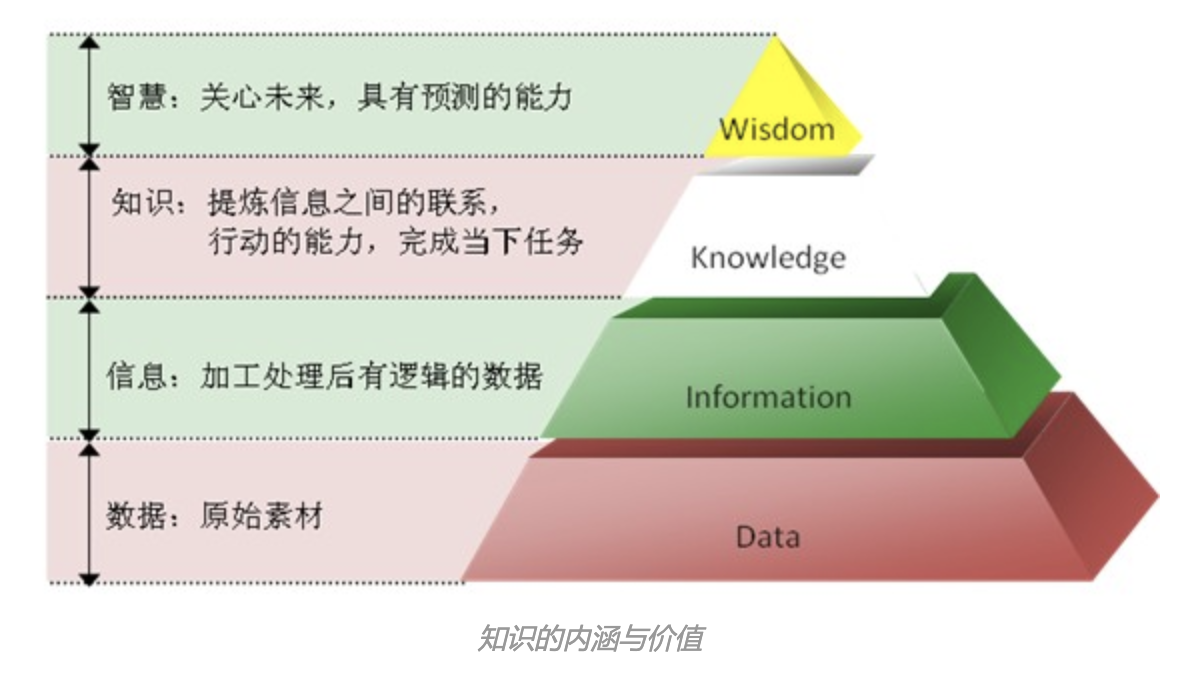 智慧：关心未来，具有预测的能力
Wisdom
知识：提炼信息之间的联系，
行动的能力，完成当下任务
Knowledge
信息：加工处理后有逻辑的数据
Information
数据：原始素材
Data
知识的内涵与价值